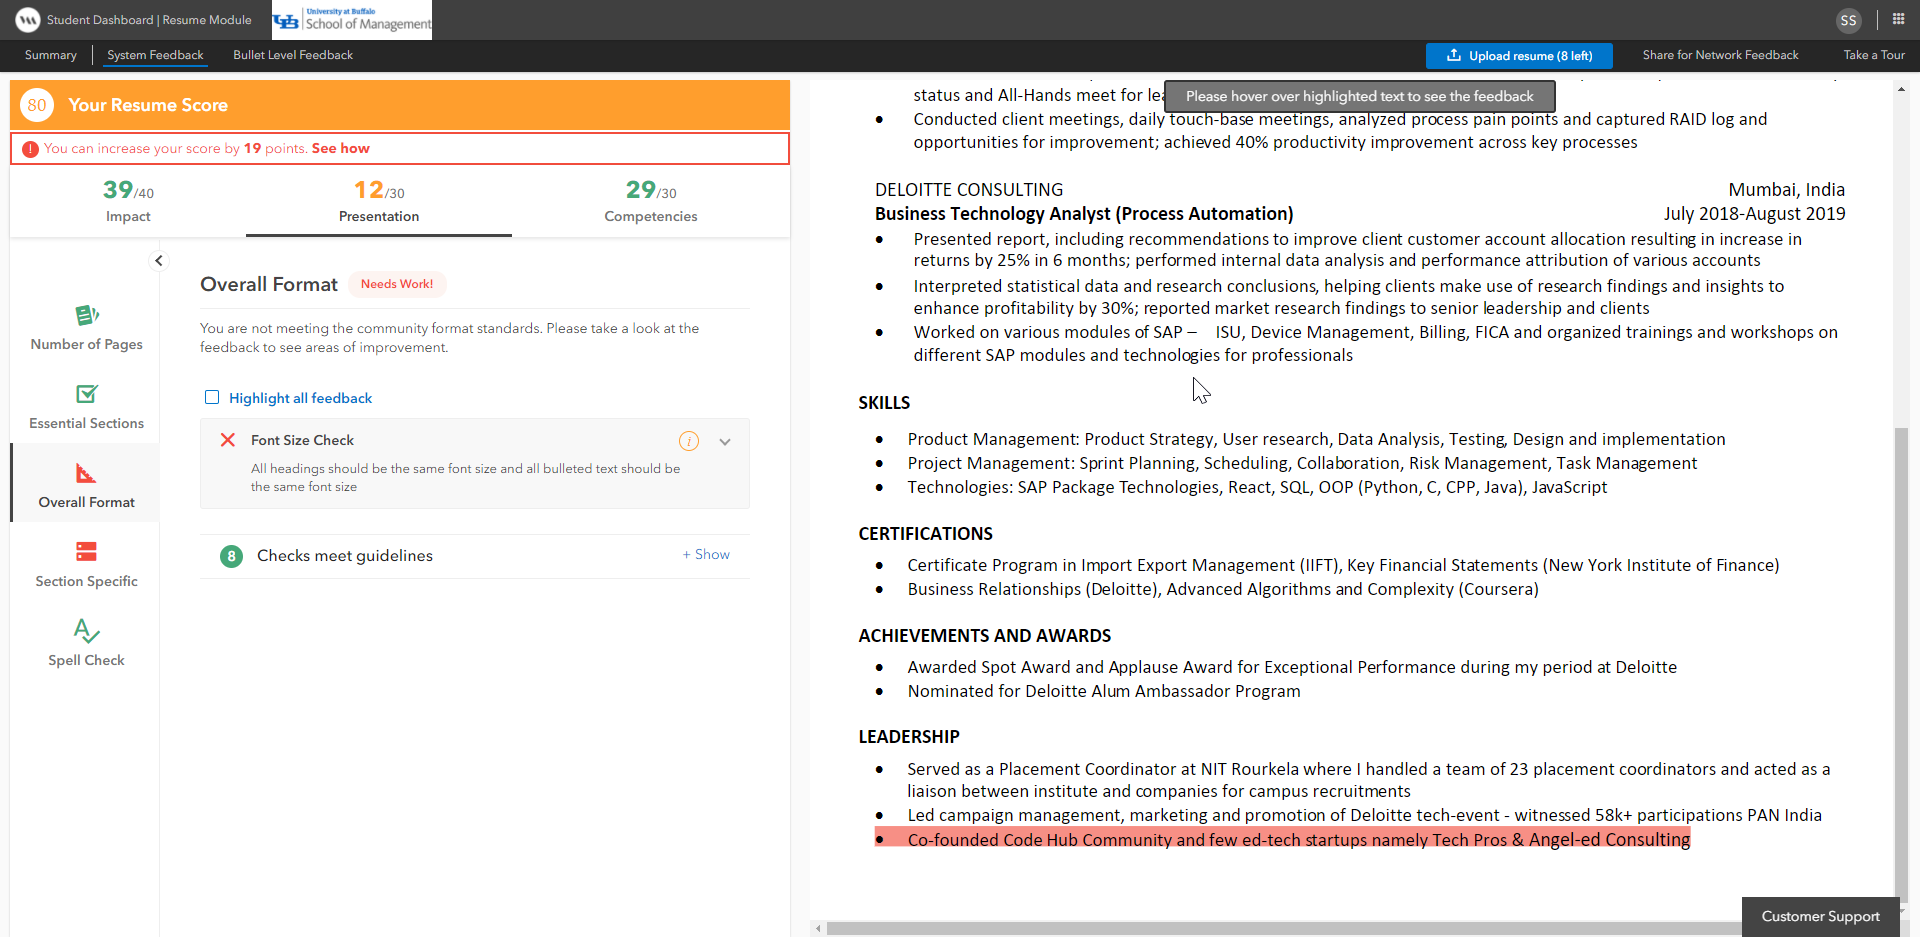 Student Dashboard | Resume Module
University at Buffalo
UB School of Management
SS
Summary
System Feedback
Bullet Level Feedback
Upload resume (8 left)
Share for Network Feedback
Take a Tour
80 Your Resume Score
! You can increase your score by 19 points. See how
39/40
Impact
12/30
Presentation
29/30
Competencies
Number of Pages
Essential Sections
Overall Format
Section Specific
Spell Check
Overall Format Needs Work!
You are not meeting the community format standards. Please take a look at the
feedback to see areas of improvement.
Highlight all feedback
Font Size Check
All headings should be the same font size and all bulleted text should be
the same font size
8 Checks meet guidelines + Show
Please hover over highlighted text to see the feedback
status and All-Hands meet for
• Conducted client meetings, daily touch-base meetings, analyzed process pain points and captured RAID log and
opportunities for improvement; achieved 40% productivity improvement across key processes
DELOITTE CONSULTING Mumbai, India
Business Technology Analyst (Process Automation) July 2018-August 2019
• Presented report, including recommendations to improve client customer account allocation resulting in increase in
returns by 25% in 6 months; performed internal data analysis and performance attribution of various accounts
• Interpreted statistical data and research conclusions, helping clients make use of research findings and insights to
enhance profitability by 30%; reported market research findings to senior leadership and clients
• Worked on various modules of SAP – ISU, Device Management, Billing, FICA and organized trainings and workshops on
different SAP modules and technologies for professionals
SKILLS
• Product Management: Product Strategy, User research, Data Analysis, Testing, Design and implementation
• Project Management: Sprint Planning, Scheduling, Collaboration, Risk Management, Task Management
• Technologies: SAP Package Technologies, React, SQL, OOP (Python, C, CPP, Java), JavaScript
CERTIFICATIONS
• Certificate Program in Import Export Management (IIFT), Key Financial Statements (New York Institute of Finance)
• Business Relationships (Deloitte), Advanced Algorithms and Complexity (Coursera)
ACHIEVEMENTS AND AWARDS
• Awarded Spot Award and Applause Award for Exceptional Performance during my period at Deloitte
• Nominated for Deloitte Alum Ambassador Program
LEADERSHIP
• Served as a Placement Coordinator at NIT Rourkela where I handled a team of 23 placement coordinators and acted as a
liaison between institute and companies for campus recruitments
• Led campaign management, marketing and promotion of Deloitte tech-event - witnessed 58k+ participations PAN India
• Co-founded Code Hub Community and few ed-tech startups namely Tech Pros & Angel-ed Consulting
Customer Support